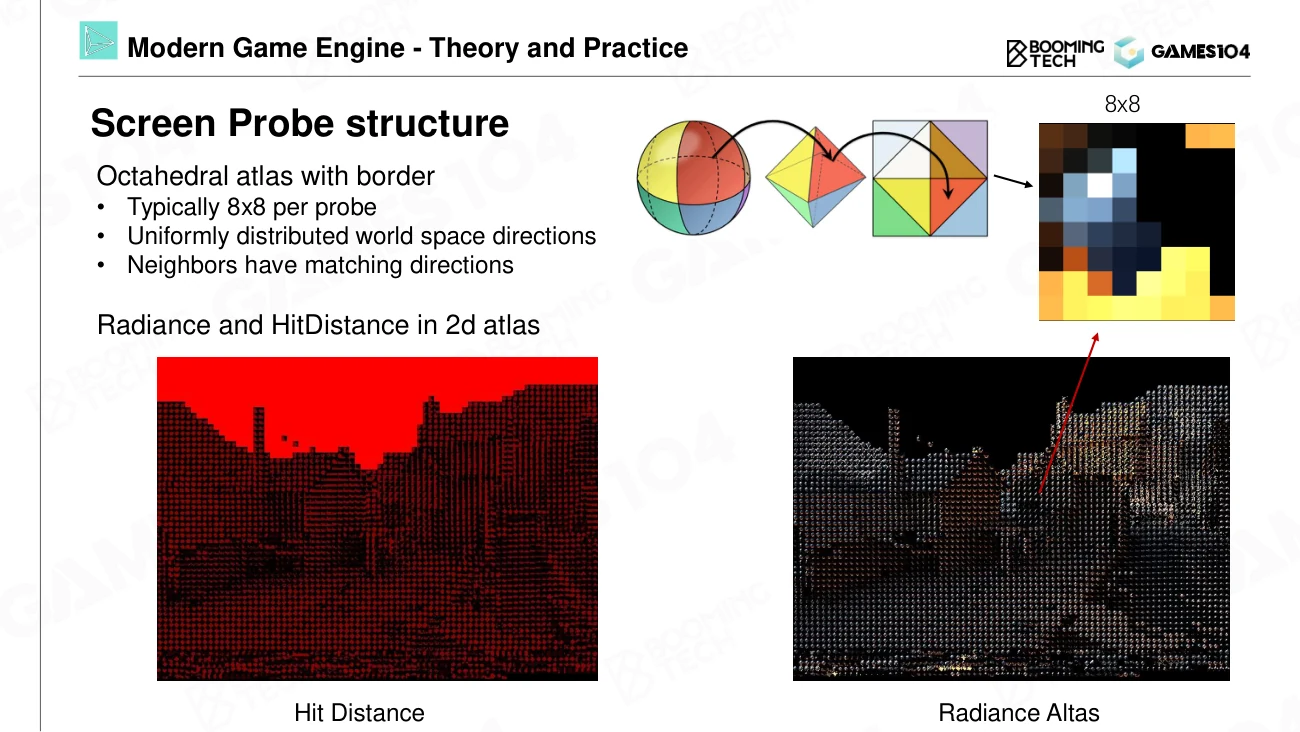 Modern Game Engine - Theory and Practice
BOOMING
TECH
GAMES104
Screen Probe structure
Octahedral atlas with border
• Typically 8x8 per probe
• Uniformly distributed world space directions
• Neighbors have matching directions
8x8
Radiance and HitDistance in 2d atlas
Hit Distance
Radiance Altas